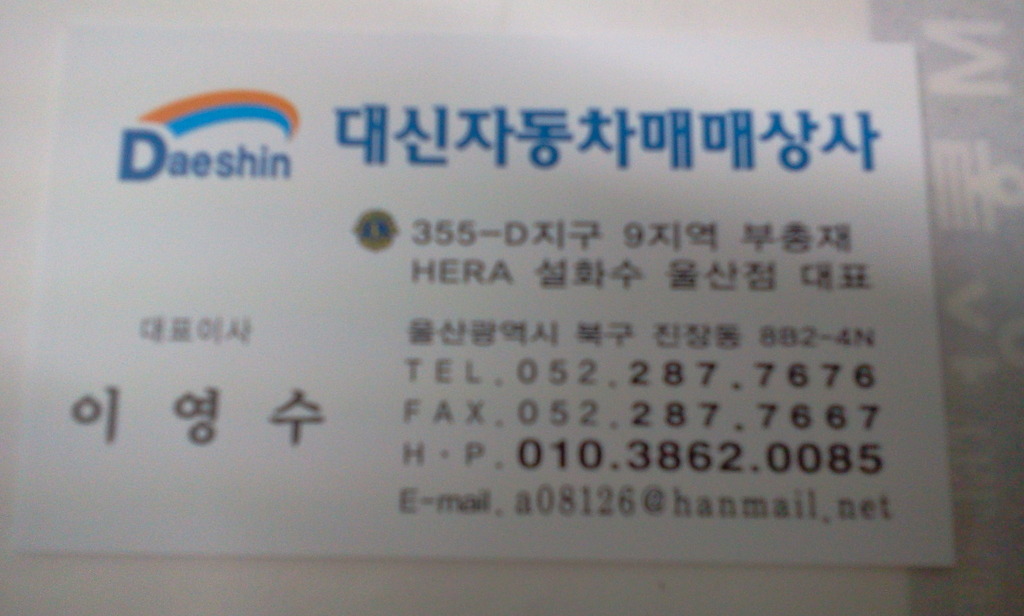 Daeshin
대신자동차매매상사
355-D지구 9지역 부총재
HERA 설화수 울산점 대표
대표이사
이 영 수
울산광역시 북구 진장동 8B2-4N
TEL. 052. 287. 7676
FAX. 052. 287. 7667
H·P. 010.3862.0085
E-mail. a08126@hanmail.net